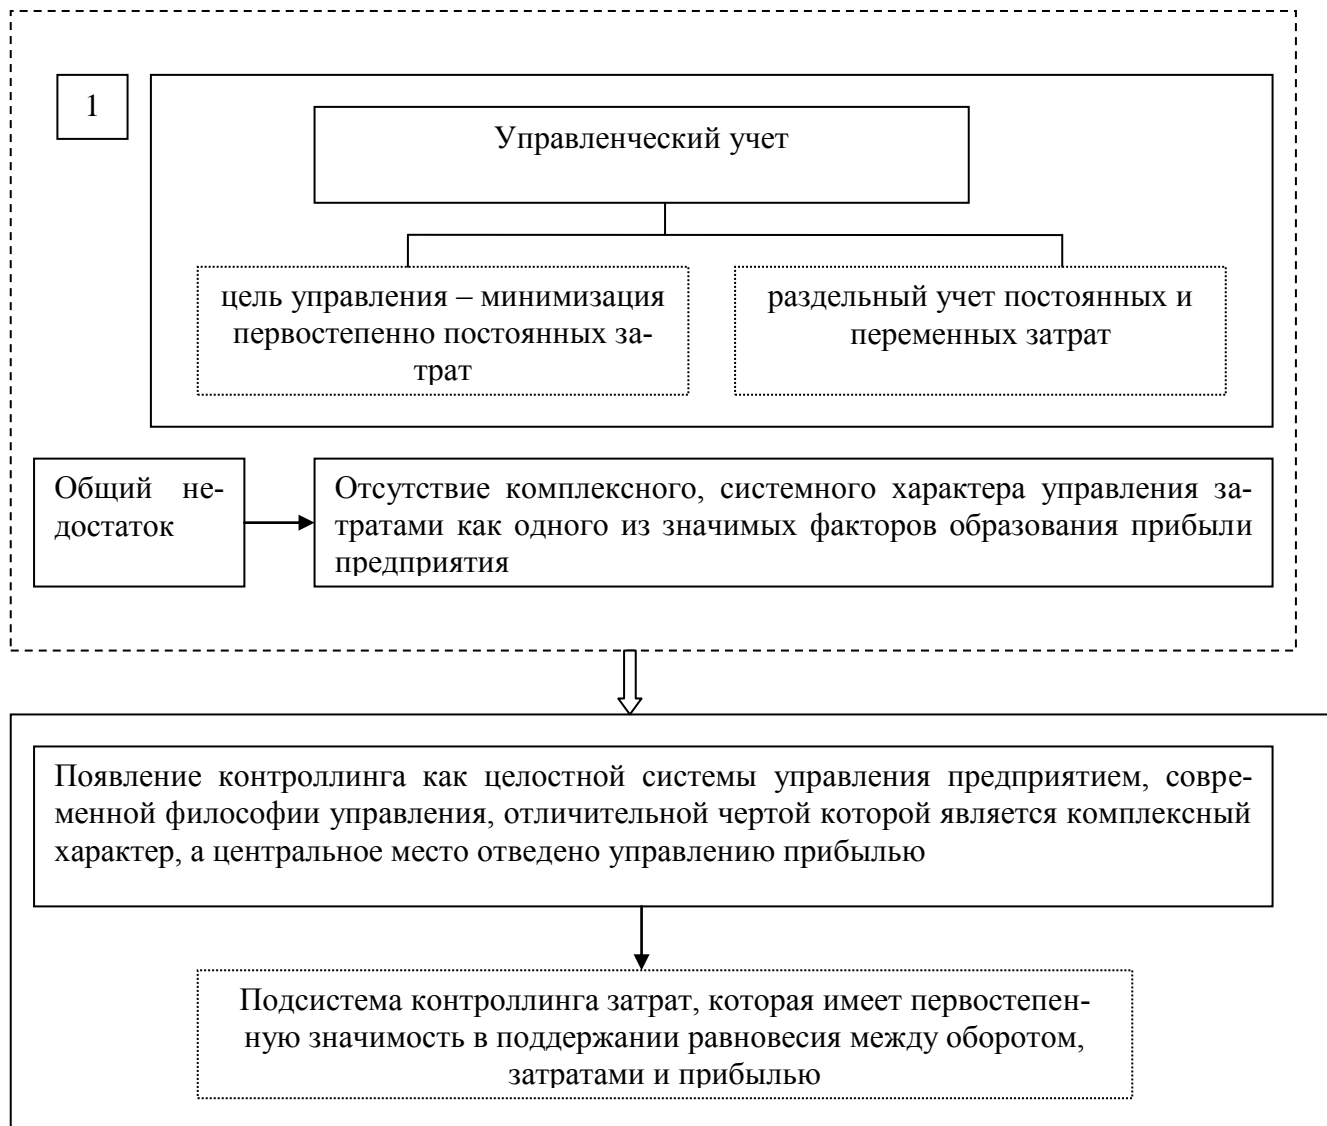 1
Управленческий учет
цель управления – минимизация
первостепенно постоянных за-
трат
раздельный учет постоянных и
переменных затрат
Общий не-
достаток
Отсутствие комплексного, системного характера управления за-
тратами как одного из значимых факторов образования прибыли
предприятия
Появление контроллинга как целостной системы управления предприятием, совре-
менной философии управления, отличительной чертой которой является комплексный
характер, а центральное место отведено управлению прибылью
Подсистема контроллинга затрат, которая имеет первостепен-
ную значимость в поддержании равновесия между оборотом,
затратами и прибылью